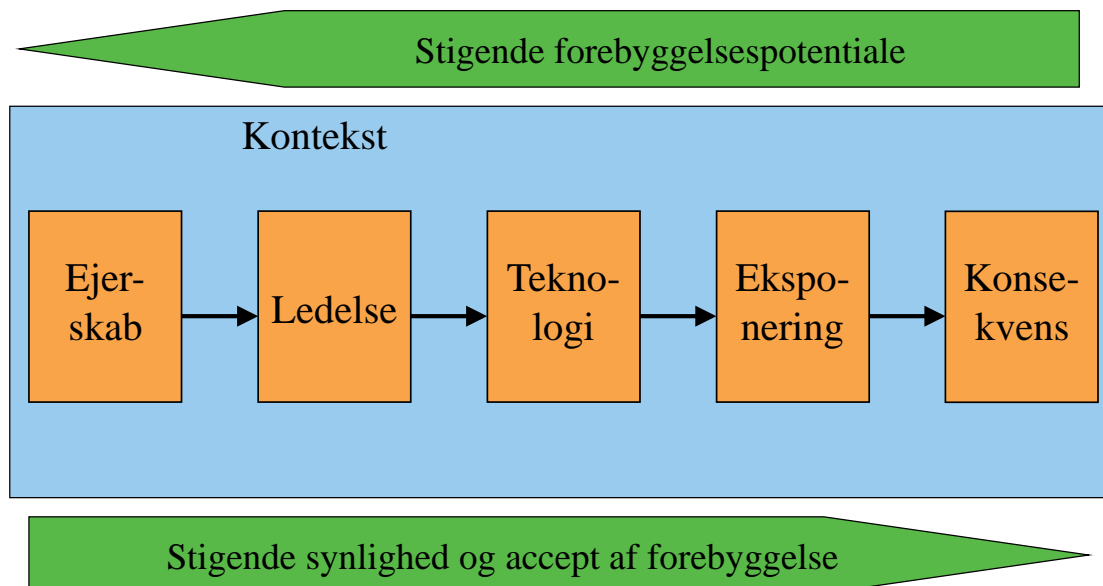 Stigende forebyggelsespotentiale
Kontekst
Ejer-
skab
Ledelse
Tekno-
logi
Ekspo-
nering
Konse-
kvens
Stigende synlighed og accept af forebyggelse